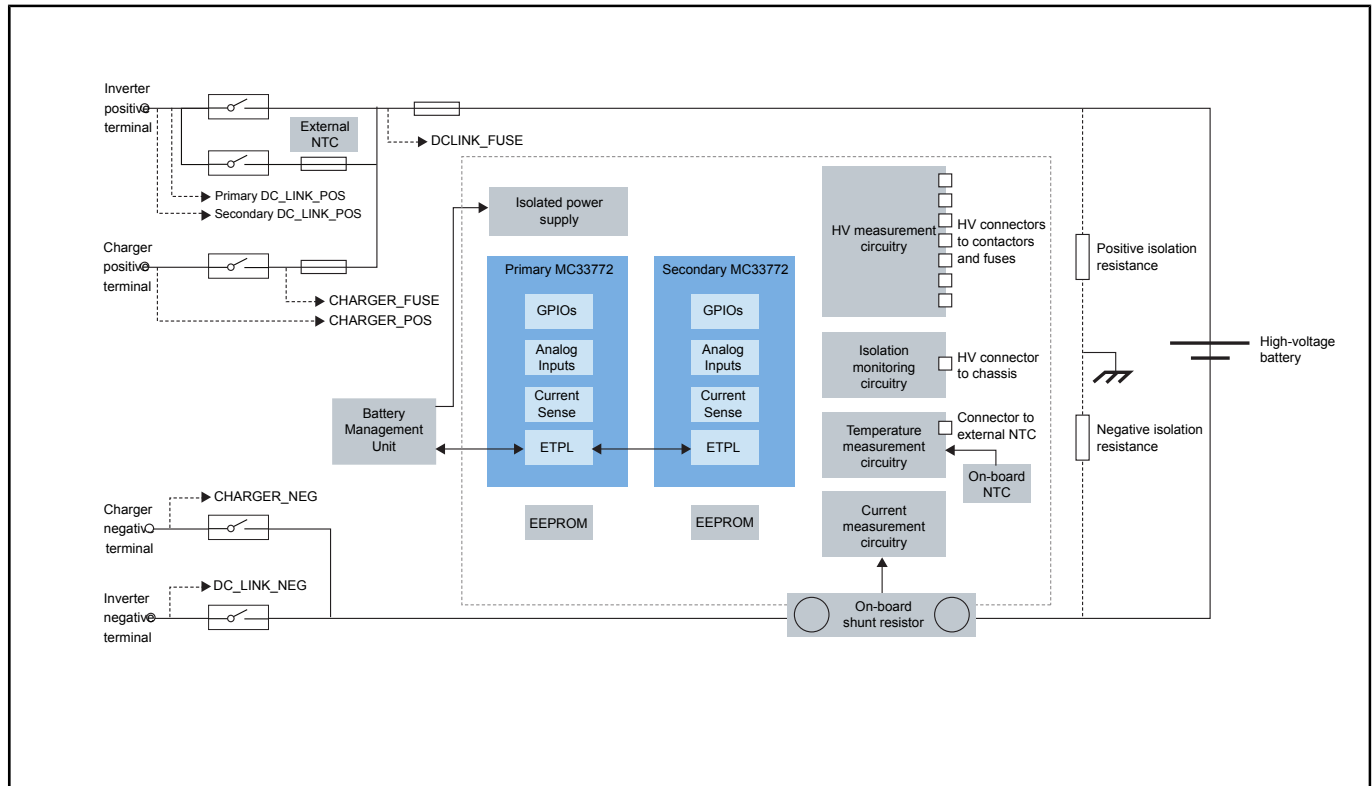 Inverter
positive
terminal
External
NTC
DCLINK_FUSE
Primary DC_LINK_POS
Secondary DC_LINK_POS
Charger
positive
terminal
CHARGER_FUSE
CHARGER_POS
Isolated power
supply
HV measurement
circuitry
HV connectors
to contactors
and fuses
Positive isolation
resistance
Primary MC33772
GPIOs
Analog
Inputs
Current
Sense
ETPL
Secondary MC33772
GPIOs
Analog
Inputs
Current
Sense
ETPL
Isolation
monitoring
circuitry
HV connector
to chassis
High-voltage
battery
Battery
Management
Unit
Temperature
measurement
circuitry
Connector to
external NTC
On-board
NTC
Negative isolation
resistance
EEPROM
EEPROM
Current
measurement
circuitry
CHARGER_NEG
Charger
negativ
terminal
DC_LINK_NEG
Inverter
negative
terminal
On-board
shunt resistor